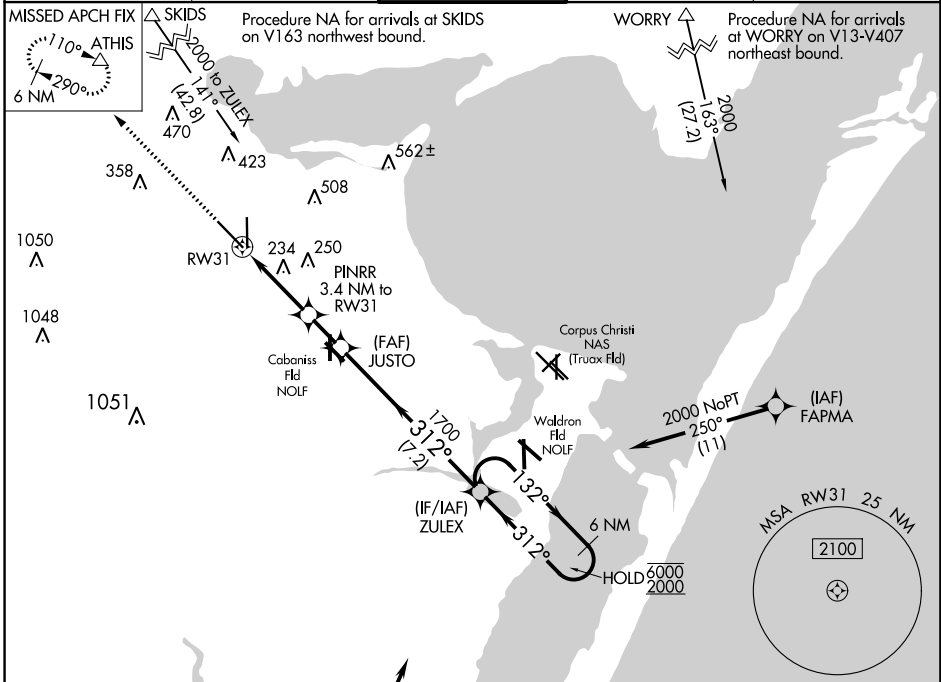 MISSED APCH FIX
110°
ATHIS
290°
6 NM
SKIDS
Procedure NA for arrivals at SKIDS
on V163 northwest bound.
2000 to ZULEX
141°
(42.8)
WORRY
Procedure NA for arrivals
at WORRY on V13-V407
northeast bound.
2000
163°
(27.2)
470
423
562 ±
358
508
1050
RW31
234
250
PINRR
3.4 NM to
RW31
1048
(FAF)
JUSTO
Cabaniss
Fld
NOLF
Corpus Christi
NAS
(Truax Fld)
1051
2000 NoPT
250°
(11)
(IAF)
FAPMA
1700
312°
(7.2)
Waldron
Fld
NOLF
132°
(IF/IAF)
ZULEX
312°
6 NM
HOLD 6000
2000
MSA RW31 25 NM
2100